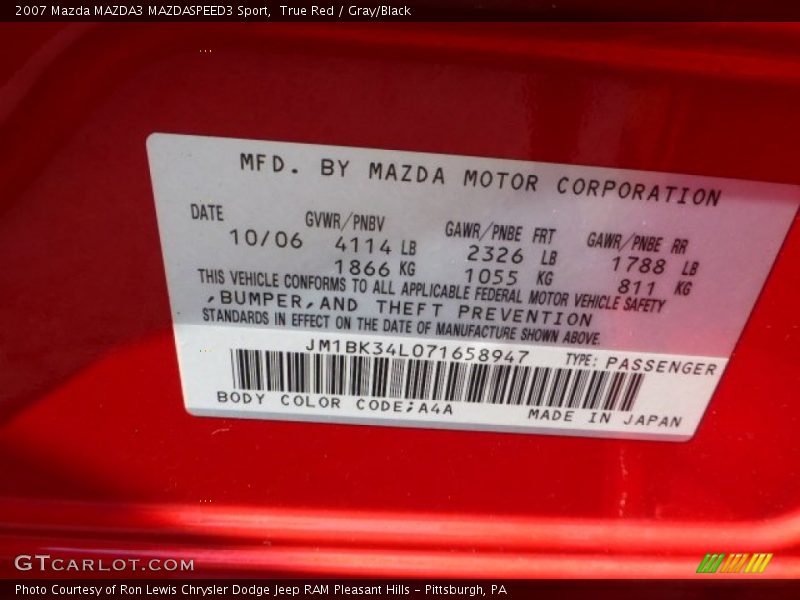 2007 Mazda MAZDA3 MAZDASPEED3 Sport,  True Red / Gray/Black
MFD. BY MAZDA MOTOR CORPORATION
DATE GVWR/PNBV GAWR/PNBE FRT GAWR/PNBE RR
10/06 4114 LB 2326 LB 1788 LB
1866 KG 1055 KG 811 KG
THIS VEHICLE CONFORMS TO ALL APPLICABLE FEDERAL MOTOR VEHICLE SAFETY
,BUMPER,AND THEFT PREVENTION
STANDARDS IN EFFECT ON THE DATE OF MANUFACTURE SHOWN ABOVE.
JM1BK34L071658947 TYPE: PASSENGER
BODY COLOR CODE;A4A MADE IN JAPAN
GTCARLOT.COM
Photo Courtesy of Ron Lewis Chrysler Dodge Jeep RAM Pleasant Hills - Pittsburgh, PA